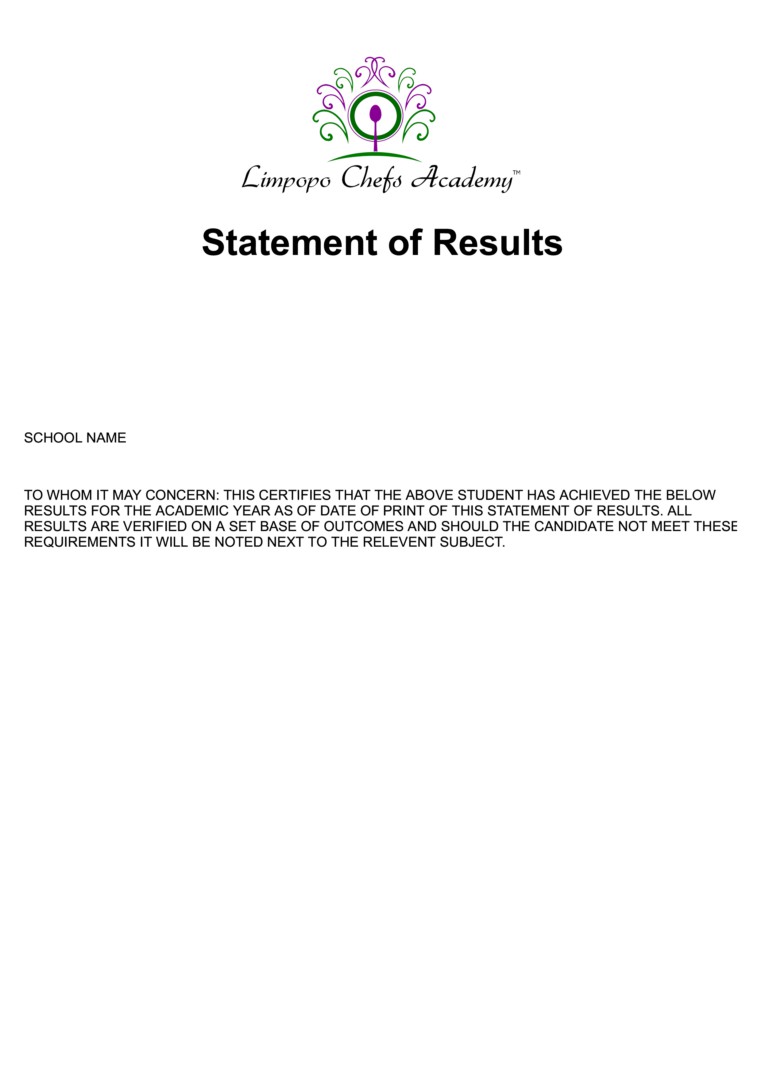 Limpopo Chefs Academy™
Statement of Results
SCHOOL NAME
TO WHOM IT MAY CONCERN: THIS CERTIFIES THAT THE ABOVE STUDENT HAS ACHIEVED THE BELOW
RESULTS FOR THE ACADEMIC YEAR AS OF DATE OF PRINT OF THIS STATEMENT OF RESULTS. ALL
RESULTS ARE VERIFIED ON A SET BASE OF OUTCOMES AND SHOULD THE CANDIDATE NOT MEET THESE
REQUIREMENTS IT WILL BE NOTED NEXT TO THE RELEVENT SUBJECT.